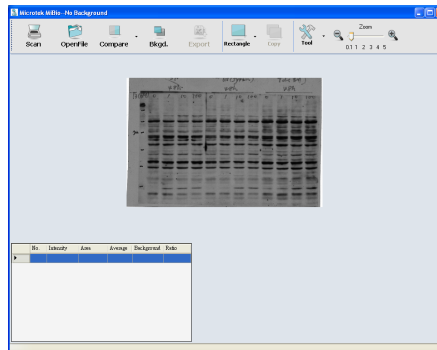 Microtek MiBio - No Background
Scan OpenFile Compare Bkgd. Export Rectangle Copy Tool Zoom
0.1 1 2 3 4 5
No. Intensity Area Average Background Ratio